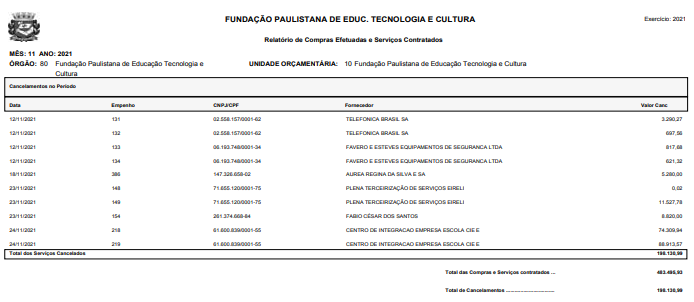 FUNDAÇÃO PAULISTANA DE EDUC. TECNOLOGIA E CULTURA Exercício: 2021
Relatório de Compras Efetuadas e Serviços Contratados
MÊS: 11 ANO: 2021
ÓRGÃO: 80 Fundação Paulistana de Educação Tecnologia e UNIDADE ORÇAMENTÁRIA: 10 Fundação Paulistana de Educação Tecnologia e Cultura
Cultura
Cancelamentos no Período
Data Empenho CNPJ/CPF Fornecedor Valor Canc
12/11/2021 131 02.558.157/0001-62 TELEFONICA BRASIL SA 3.290,27
12/11/2021 132 02.558.157/0001-62 TELEFONICA BRASIL SA 697,56
12/11/2021 133 06.193.748/0001-34 FAVERO E ESTEVES EQUIPAMENTOS DE SEGURANCA LTDA 817,68
12/11/2021 134 06.193.748/0001-34 FAVERO E ESTEVES EQUIPAMENTOS DE SEGURANCA LTDA 621,32
18/11/2021 386 147.326.658-02 AUREA REGINA DA SILVA E SA 5.280,00
23/11/2021 148 71.655.120/0001-75 PLENA TERCEIRIZAÇÃO DE SERVIÇOS EIRELI 0,02
23/11/2021 149 71.655.120/0001-75 PLENA TERCEIRIZAÇÃO DE SERVIÇOS EIRELI 11.527,78
23/11/2021 154 261.374.668-84 FABIO CÉSAR DOS SANTOS 8.820,00
24/11/2021 218 61.600.839/0001-55 CENTRO DE INTEGRACAO EMPRESA ESCOLA CIE E 74.309,94
24/11/2021 219 61.600.839/0001-55 CENTRO DE INTEGRACAO EMPRESA ESCOLA CIE E 88.913,57
Total dos Serviços Cancelados 198.130,99
Total das Compras e Serviços contratados ... 483.495,93
Total de Cancelamentos ................................ 198.130,99